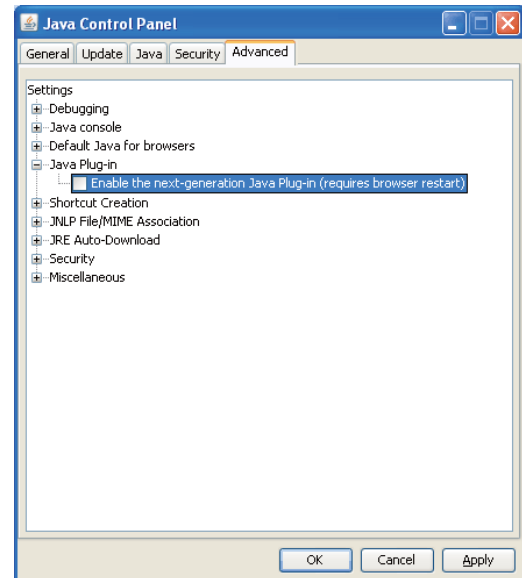 Java Control Panel
General Update Java Security Advanced
Settings
Debugging
Java console
Default Java for browsers
Java Plug-in
Enable the next-generation Java Plug-in (requires browser restart)
Shortcut Creation
JNLP File/MIME Association
JRE Auto-Download
Security
Miscellaneous
OK Cancel Apply